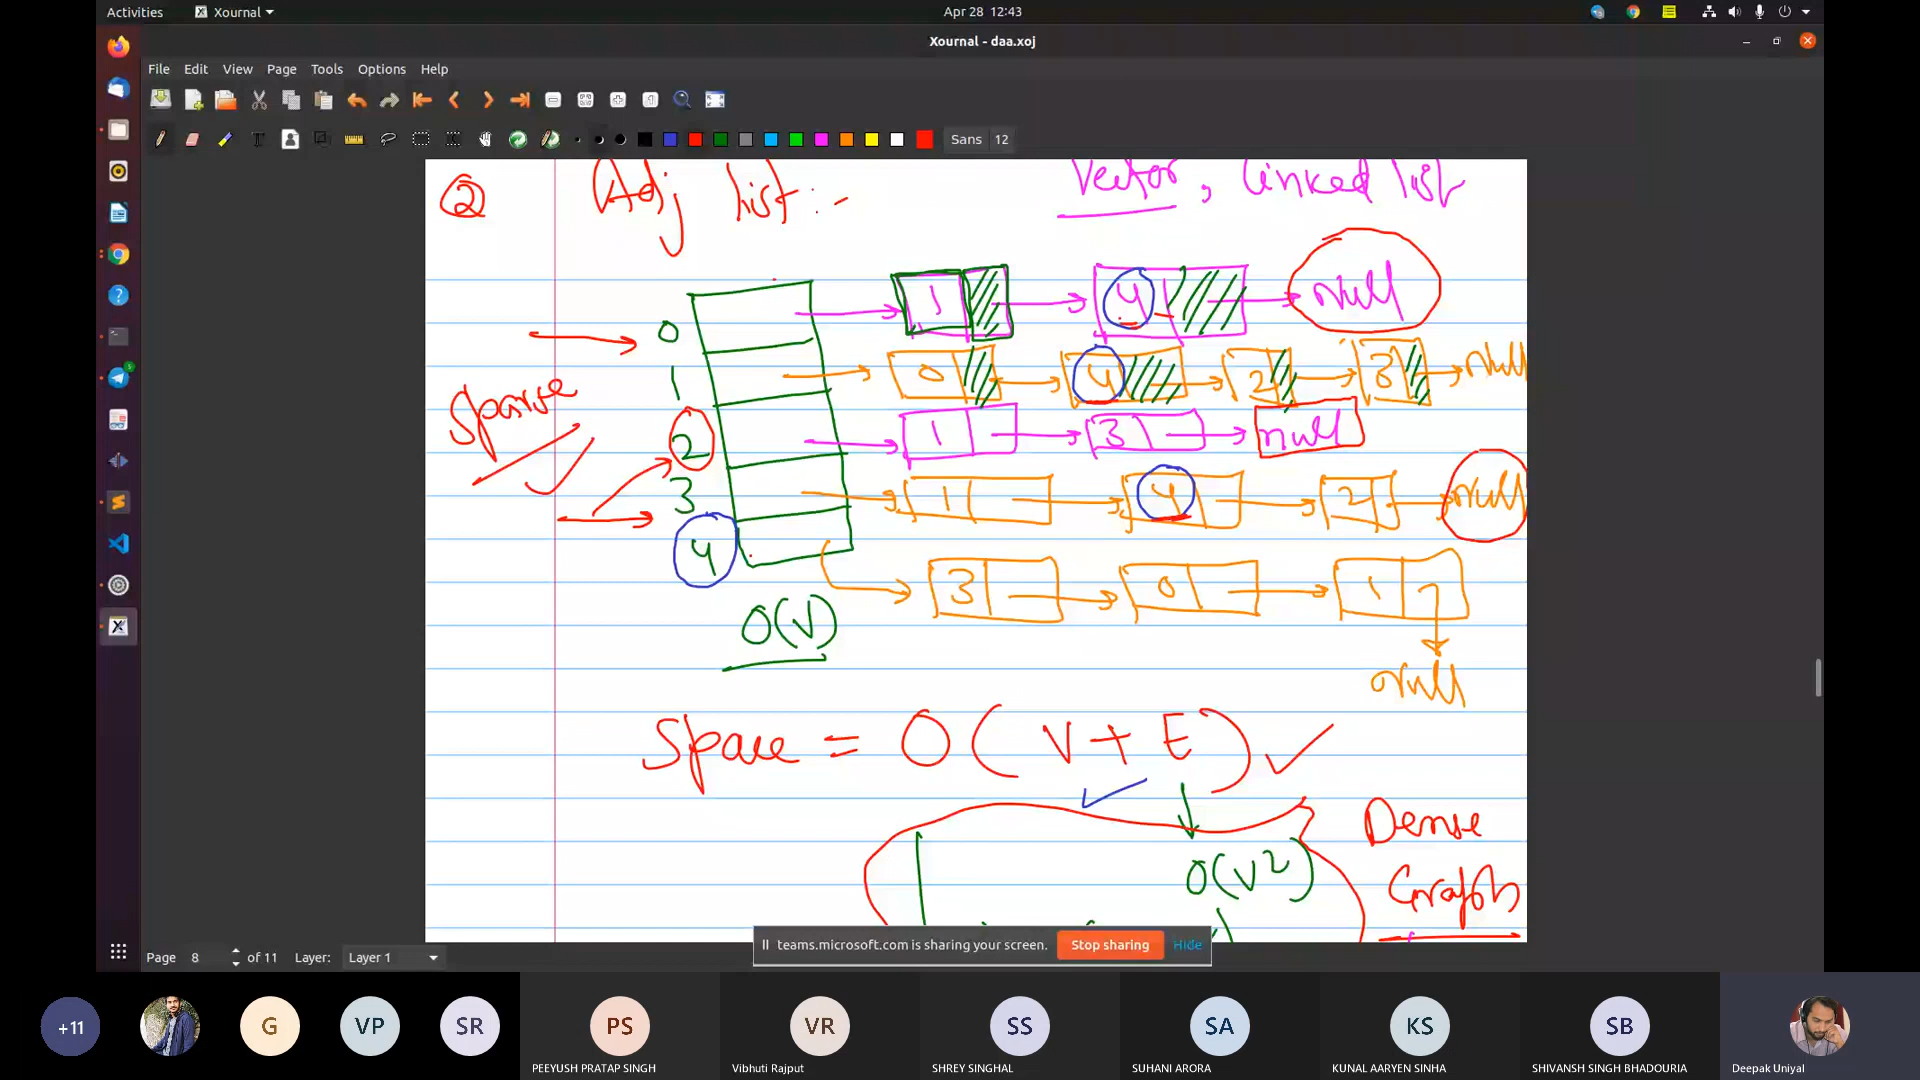 Activities Xournal Apr 28 12:43
Xournal - daa.xoj
File Edit View Page Tools Options Help
Sans 12
2 Adj list :- Vector, linked list
0 1 4 null
1 0 4 2 3 null
Sparse
2 1 3 null
3 1 4 2 null
4 3 0 1
null
O(V)
Space = O(V+E)
O(V2)
Dense
Graph
teams.microsoft.com is sharing your screen. Stop sharing Hide
Page 8 of 11 Layer: Layer 1
+11 G VP SR PS VR SS SA KS SB
PEEYUSH PRATAP SINGH Vibhuti Rajput SHREY SINGHAL SUHANI ARORA KUNAL AARYEN SINHA SHIVANSH SINGH BHADOURIA Deepak Uniyal